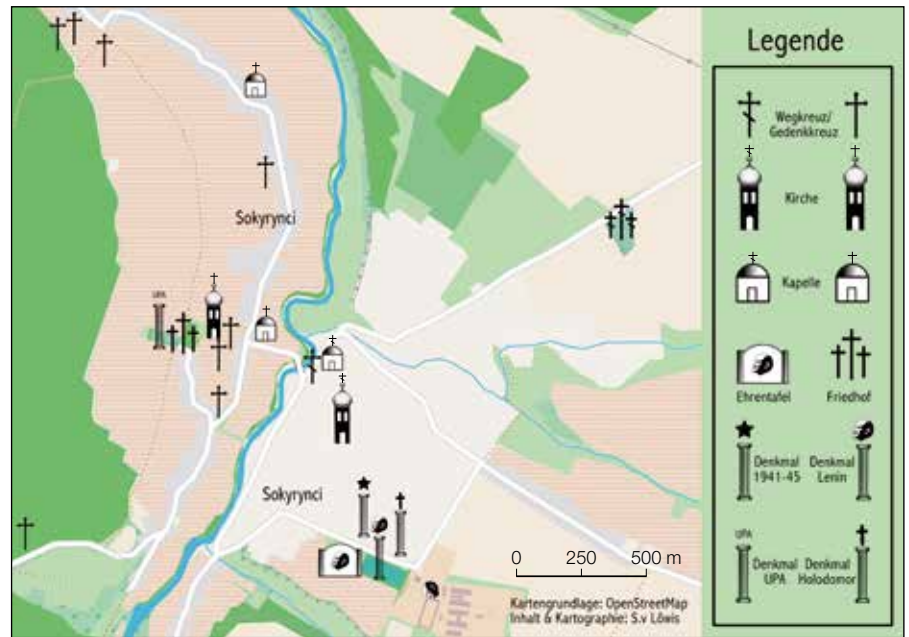 Legende
Wegkreuz/
Gedenkkreuz
Kirche
Kapelle
Ehrentafel Friedhof
Denkmal Denkmal
1941-45 Lenin
UPA
Denkmal Denkmal
UPA Holodomor
Sokyrynci
UPA
Sokyrynci
0 250 500 m
Kartengrundlage: OpenStreetMap
Inhalt & Kartographie: S.v Löwis